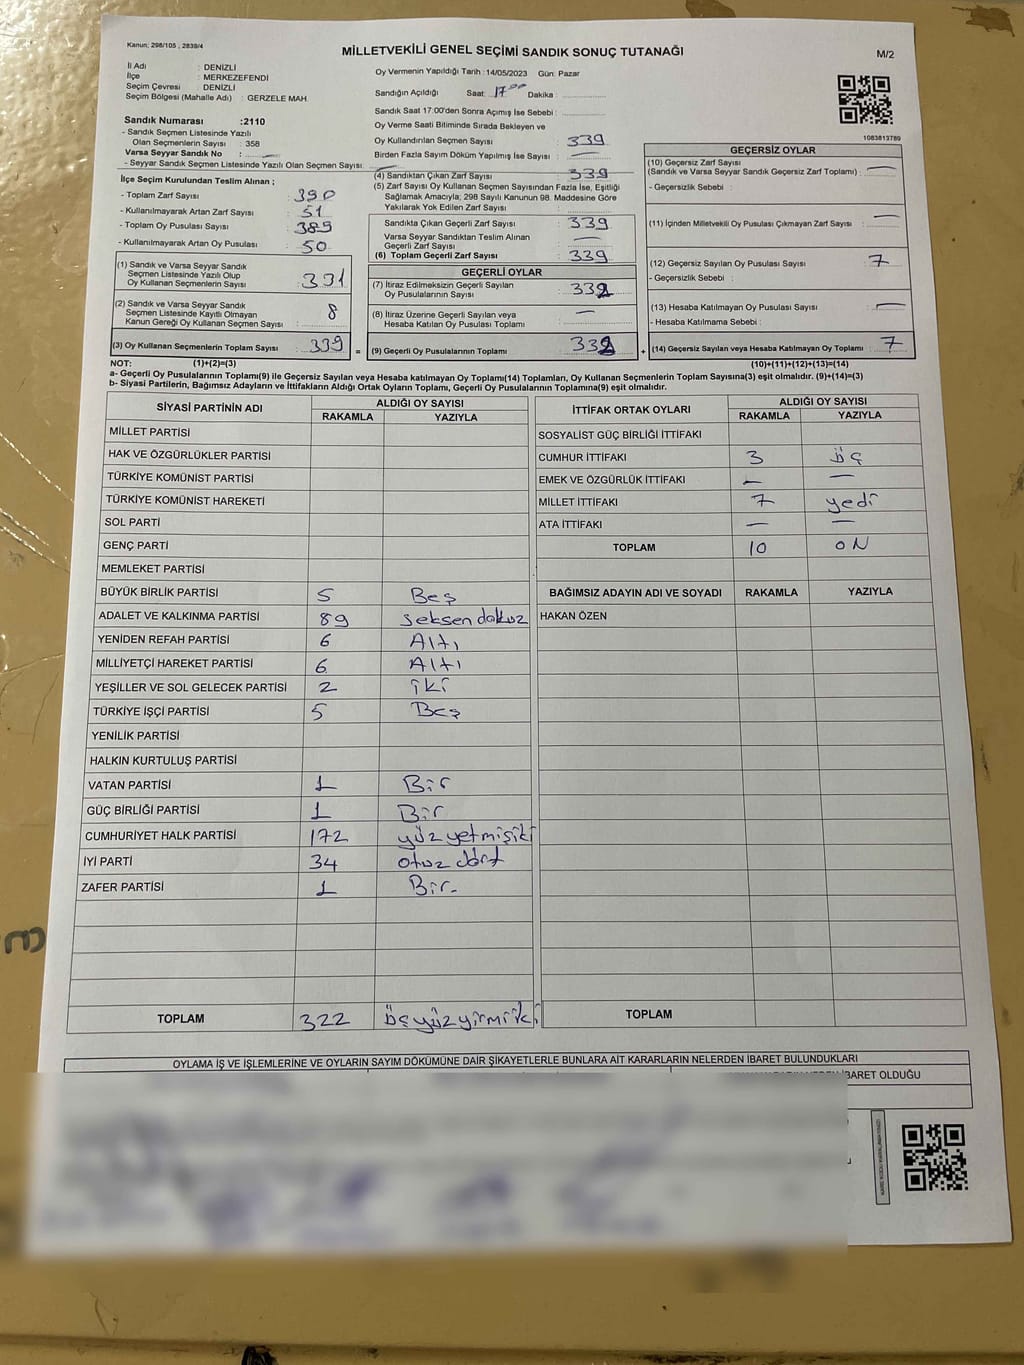 Kanun; 298/105 , 2839/4
MİLLETVEKİLİ GENEL SEÇİMİ SANDIK SONUÇ TUTANAĞI
M/2
İl Adı : DENİZLİ
İlçe : MERKEZEFENDİ
Seçim Çevresi : DENİZLİ
Seçim Bölgesi (Mahalle Adı) : GERZELE MAH.
Sandık Numarası :2110
- Sandık Seçmen Listesinde Yazılı
Olan Seçmenlerin Sayısı : 358
Varsa Seyyar Sandık No :
- Seyyar Sandık Seçmen Listesinde Yazılı Olan Seçmen Sayısı:
Oy Vermenin Yapıldığı Tarih :14/05/2023 Gün: Pazar
Sandığın Açıldığı Saat: 17⁰⁰ Dakika :
Sandık Saat 17:00'den Sonra Açımış İse Sebebi :
Oy Verme Saati Bitiminde Sırada Bekleyen ve
Oy Kullandırılan Seçmen Sayısı : 339
Birden Fazla Sayım Döküm Yapılmış İse Sayısı : —
1083813789
İlçe Seçim Kurulundan Teslim Alınan ;
- Toplam Zarf Sayısı : 390
- Kullanılmayarak Artan Zarf Sayısı : 51
- Toplam Oy Pusulası Sayısı : 389
- Kullanılmayarak Artan Oy Pusulası : 50
(1) Sandık ve Varsa Seyyar Sandık
Seçmen Listesinde Yazılı Olup
Oy Kullanan Seçmenlerin Sayısı : 331
(2) Sandık ve Varsa Seyyar Sandık
Seçmen Listesinde Kayıtlı Olmayan
Kanun Gereği Oy Kullanan Seçmen Sayısı : 8
(3) Oy Kullanan Seçmenlerin Toplam Sayısı : 339
(4) Sandıktan Çıkan Zarf Sayısı : 339
(5) Zarf Sayısı Oy Kullanan Seçmen Sayısından Fazla İse, Eşitliği
Sağlamak Amacıyla; 298 Sayılı Kanunun 98. Maddesine Göre
Yakılarak Yok Edilen Zarf Sayısı :
Sandıkta Çıkan Geçerli Zarf Sayısı : 339
Varsa Seyyar Sandıktan Teslim Alınan
Geçerli Zarf Sayısı : —
(6) Toplam Geçerli Zarf Sayısı : 339
GEÇERLİ OYLAR
(7) İtiraz Edilmeksizin Geçerli Sayılan
Oy Pusulalarının Sayısı : 332
(8) İtiraz Üzerine Geçerli Sayılan veya
Hesaba Katılan Oy Pusulası Toplamı : —
= (9) Geçerli Oy Pusulalarının Toplamı : 332
GEÇERSİZ OYLAR
(10) Geçersiz Zarf Sayısı
(Sandık ve Varsa Seyyar Sandık Geçersiz Zarf Toplamı) : —
- Geçersizlik Sebebi :
(11) İçinden Milletvekili Oy Pusulası Çıkmayan Zarf Sayısı : —
(12) Geçersiz Sayılan Oy Pusulası Sayısı : 7
- Geçersizlik Sebebi :
(13) Hesaba Katılmayan Oy Pusulası Sayısı : —
- Hesaba Katılmama Sebebi :
+ (14) Geçersiz Sayılan veya Hesaba Katılmayan Oy Toplamı : 7
NOT: (1)+(2)=(3) (10)+(11)+(12)+(13)=(14)
a- Geçerli Oy Pusulalarının Toplamı(9) ile Geçersiz Sayılan veya Hesaba Katılmayan Oy Toplamı(14) Toplamları, Oy Kullanan Seçmenlerin Toplam Sayısına(3) eşit olmalıdır. (9)+(14)=(3)
b- Siyasi Partilerin, Bağımsız Adayların ve İttifakların Aldığı Ortak Oyların Toplamı, Geçerli Oy Pusulalarının Toplamına(9) eşit olmalıdır.
SİYASİ PARTİNİN ADI ALDIĞI OY SAYISI
RAKAMLA YAZIYLA
MİLLET PARTİSİ
HAK VE ÖZGÜRLÜKLER PARTİSİ
TÜRKİYE KOMÜNİST PARTİSİ
TÜRKİYE KOMÜNİST HAREKETİ
SOL PARTİ
GENÇ PARTİ
MEMLEKET PARTİSİ
BÜYÜK BİRLİK PARTİSİ 5 Beş
ADALET VE KALKINMA PARTİSİ 89 seksen dokuz
YENİDEN REFAH PARTİSİ 6 Altı
MİLLİYETÇİ HAREKET PARTİSİ 6 Altı
YEŞİLLER VE SOL GELECEK PARTİSİ 2 iki
TÜRKİYE İŞÇİ PARTİSİ 5 Beş
YENİLİK PARTİSİ
HALKIN KURTULUŞ PARTİSİ
VATAN PARTİSİ 1 Bir
GÜÇ BİRLİĞİ PARTİSİ 1 Bir
CUMHURİYET HALK PARTİSİ 172 yüz yetmişiki
İYİ PARTİ 34 otuz dört
ZAFER PARTİSİ 1 Bir.
TOPLAM 322 üçyüzyirmiiki
İTTİFAK ORTAK OYLARI ALDIĞI OY SAYISI
RAKAMLA YAZIYLA
SOSYALİST GÜÇ BİRLİĞİ İTTİFAKI
CUMHUR İTTİFAKI 3 üç
EMEK VE ÖZGÜRLÜK İTTİFAKI — —
MİLLET İTTİFAKI 7 yedi
ATA İTTİFAKI — —
TOPLAM 10 ON
BAĞIMSIZ ADAYIN ADI VE SOYADI RAKAMLA YAZIYLA
HAKAN ÖZEN
TOPLAM
OYLAMA İŞ VE İŞLEMLERİNE VE OYLARIN SAYIM DÖKÜMÜNE DAİR ŞİKAYETLERLE BUNLARA AİT KARARLARIN NELERDEN İBARET BULUNDUKLARI
İBARET OLDUĞU